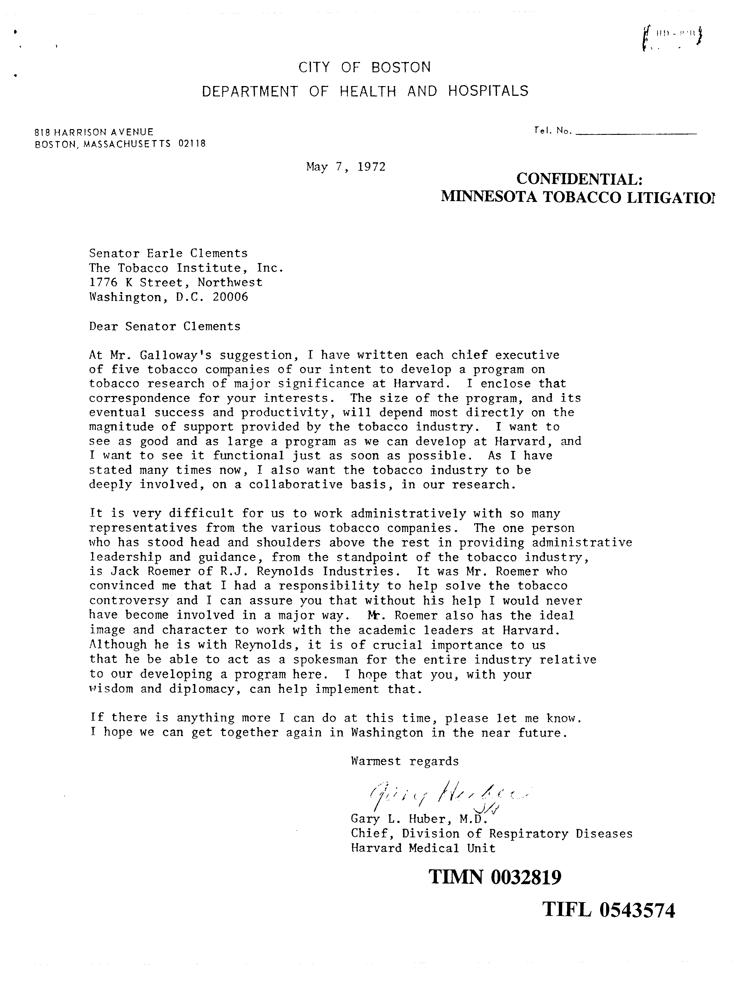 CITY OF BOSTON
DEPARTMENT OF HEALTH AND HOSPITALS
818 HARRISON AVENUE
BOSTON, MASSACHUSETTS 02118
Tel. No.
May 7, 1972
CONFIDENTIAL:
MINNESOTA TOBACCO LITIGATIO
Senator Earle Clements
The Tobacco Institute, Inc.
1776 K Street, Northwest
Washington, D.C. 20006
Dear Senator Clements
At Mr. Galloway's suggestion, I have written each chief executive
of five tobacco companies of our intent to develop a program on
tobacco research of major significance at Harvard. I enclose that
correspondence for your interests. The size of the program, and its
eventual success and productivity, will depend most directly on the
magnitude of support provided by the tobacco industry. I want to
see as good and as large a program as we can develop at Harvard, and
I want to see it functional just as soon as possible. As I have
stated many times now, I also want the tobacco industry to be
deeply involved, on a collaborative basis, in our research.
It is very difficult for us to work administratively with so many
representatives from the various tobacco companies. The one person
who has stood head and shoulders above the rest in providing administrative
leadership and guidance, from the standpoint of the tobacco industry,
is Jack Roemer of R.J. Reynolds Industries. It was Mr. Roemer who
convinced me that I had a responsibility to help solve the tobacco
controversy and I can assure you that without his help I would never
have become involved in a major way. Mr. Roemer also has the ideal
image and character to work with the academic leaders at Harvard.
Although he is with Reynolds, it is of crucial importance to us
that he be able to act as a spokesman for the entire industry relative
to our developing a program here. I hope that you, with your
wisdom and diplomacy, can help implement that.
If there is anything more I can do at this time, please let me know.
I hope we can get together again in Washington in the near future.
Warmest regards
Gary Huber
Gary L. Huber, M.D.
Chief, Division of Respiratory Diseases
Harvard Medical Unit
TIMN 0032819
TIFL 0543574